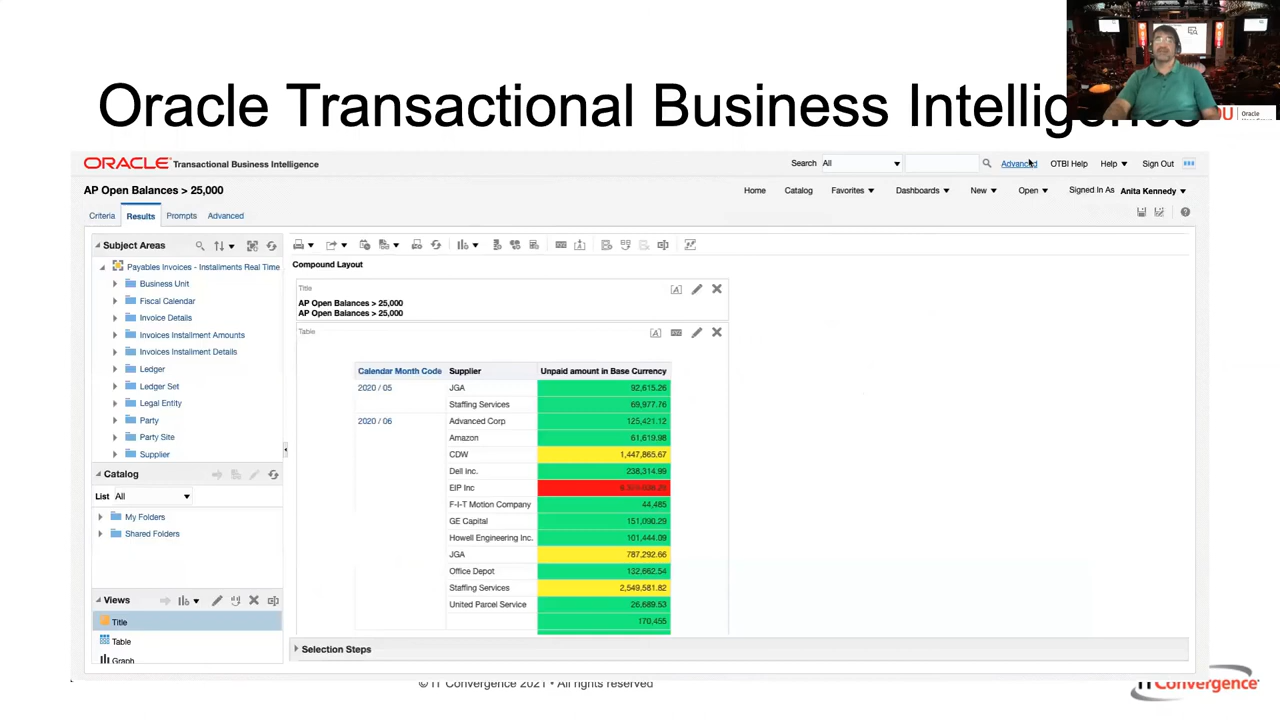 Oracle Transactional Business Intelligence
Oracle
ORACLE Transactional Business Intelligence
Search All Advanced OTBI Help Help Sign Out
AP Open Balances > 25,000
Home Catalog Favorites Dashboards New Open Signed In As Anita Kennedy
Criteria Results Prompts Advanced
Subject Areas
Payables Invoices - Installments Real Time
Business Unit
Fiscal Calendar
Invoice Details
Invoices Installment Amounts
Invoices Installment Details
Ledger
Ledger Set
Legal Entity
Party
Party Site
Supplier
Catalog
List All
My Folders
Shared Folders
Views
Title
Table
Graph
Compound Layout
Title
AP Open Balances > 25,000
AP Open Balances > 25,000
Table
Calendar Month Code Supplier Unpaid amount in Base Currency
2020 / 05 JGA 92,615.26
Staffing Services 69,977.76
2020 / 06 Advanced Corp 125,421.12
Amazon 61,619.98
CDW 1,447,865.67
Dell Inc. 238,314.99
EIP Inc
F-I-T Motion Company 44,485
GE Capital 151,090.29
Howell Engineering Inc. 101,444.09
JGA 787,292.66
Office Depot 132,662.54
Staffing Services 2,549,581.82
United Parcel Service 26,689.53
170,455
Selection Steps
© IT Convergence 2021 • All rights reserved
IT Convergence